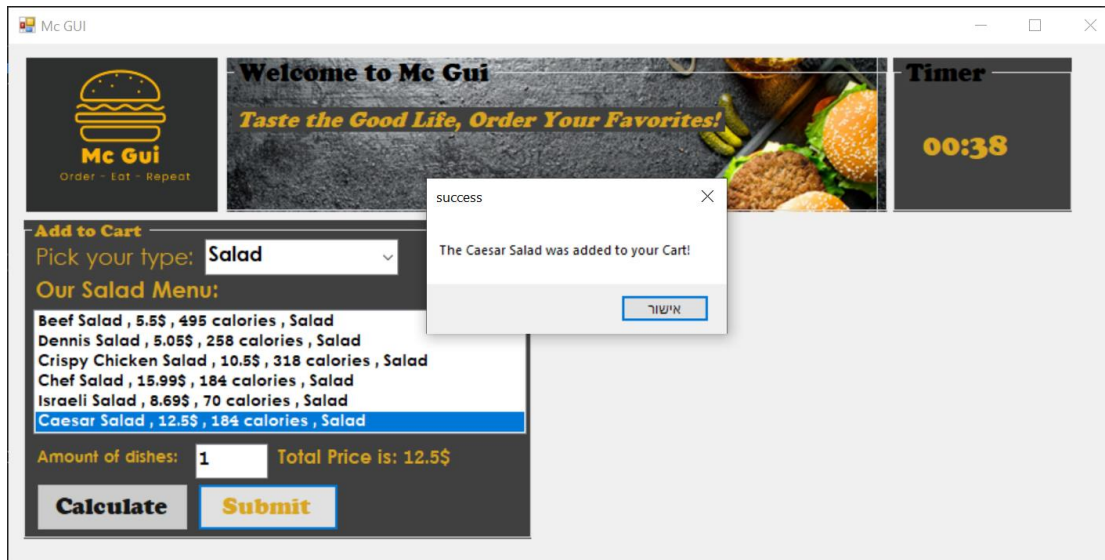 Mc GUI
Mc Gui
Order - Eat - Repeat
Welcome to Mc Gui
Taste the Good Life, Order Your Favorites!
Timer
00:38
success
The Caesar Salad was added to your Cart!
אישור
Add to Cart
Pick your type: Salad
Our Salad Menu:
Beef Salad , 5.5$ , 495 calories , Salad
Dennis Salad , 5.05$ , 258 calories , Salad
Crispy Chicken Salad , 10.5$ , 318 calories , Salad
Chef Salad , 15.99$ , 184 calories , Salad
Israeli Salad , 8.69$ , 70 calories , Salad
Caesar Salad , 12.5$ , 184 calories , Salad
Amount of dishes: 1 Total Price is: 12.5$
Calculate Submit